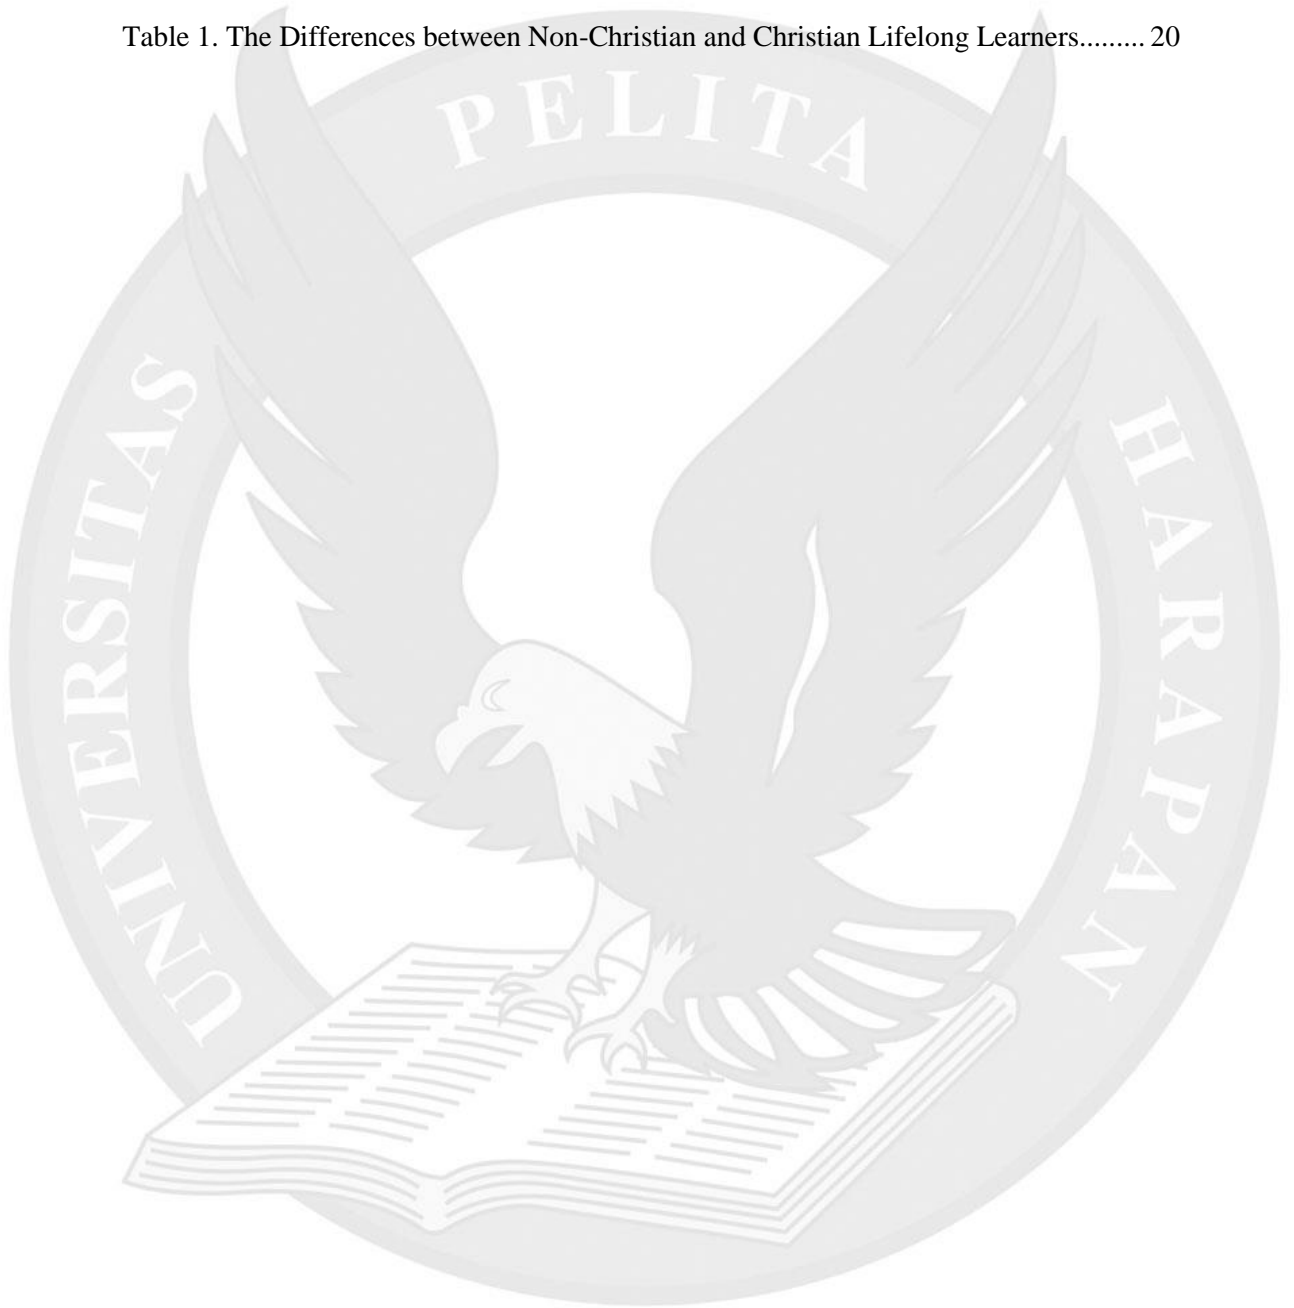 Table 1. The Differences between Non-Christian and Christian Lifelong Learners......... 20
UNIVERSITAS PELITA HARAPAN